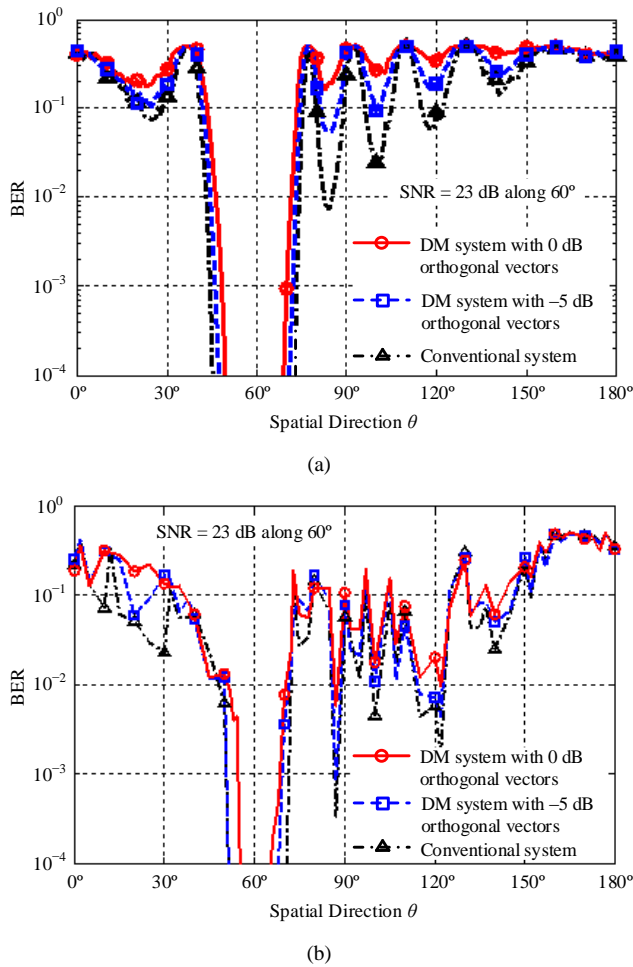 10⁰
10⁻¹
10⁻²
10⁻³
10⁻⁴
BER
SNR = 23 dB along 60º
DM system with 0 dB
orthogonal vectors
DM system with −5 dB
orthogonal vectors
Conventional system
0º 30º 60º 90º 120º 150º 180º
Spatial Direction θ
(a)
10⁰
10⁻¹
10⁻²
10⁻³
10⁻⁴
BER
SNR = 23 dB along 60º
DM system with 0 dB
orthogonal vectors
DM system with −5 dB
orthogonal vectors
Conventional system
0º 30º 60º 90º 120º 150º 180º
Spatial Direction θ
(b)